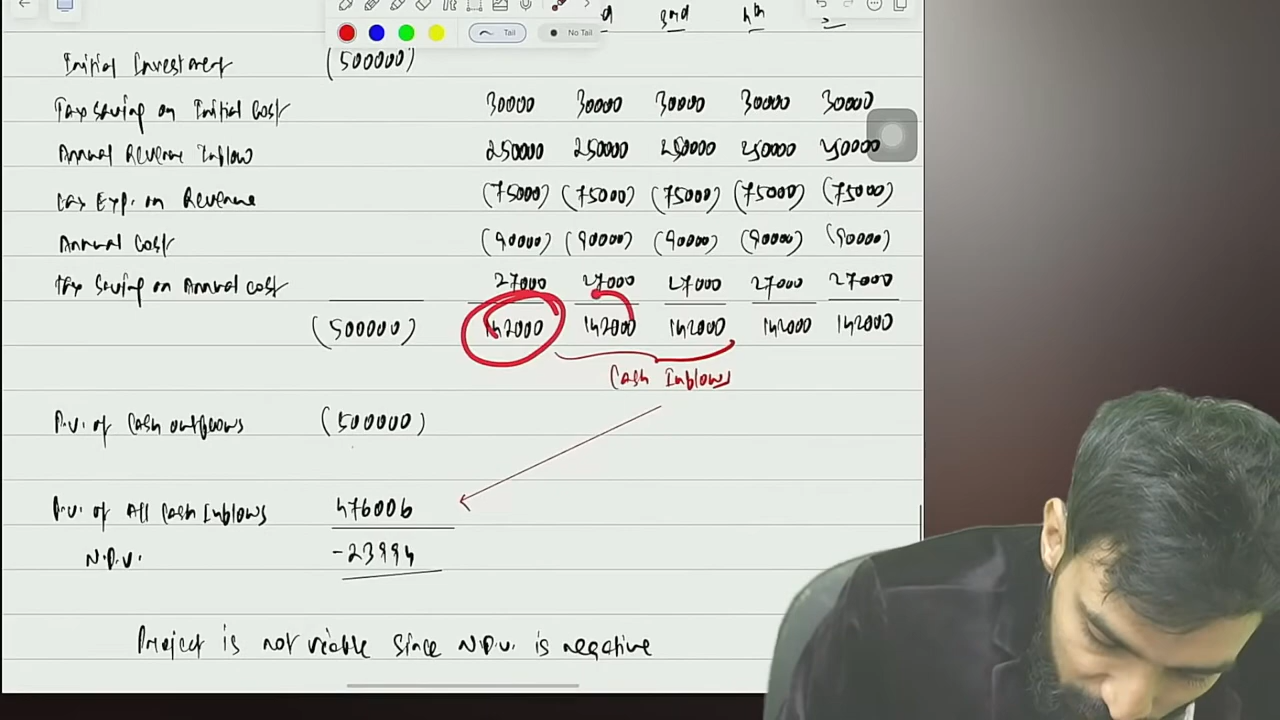 Tail No Tail
3rd 4th
Initial Investment (500000)
Tax Saving on Initial Cost 30000 30000 30000 30000 30000
Annual Revenue Inflow 250000 250000 250000 250000 250000
Tax Exp. on Revenue (75000) (75000) (75000) (75000) (75000)
Annual Cost (90000) (90000) (90000) (90000) (90000)
Tax Saving on Annual Cost 27000 27000 27000 27000 27000
(500000) 142000 142000 142000 142000 142000
Cash Inflows
P.V. of Cash outflows (500000)
P.V. of All Cash Inflows 476006
N.P.V. -23994
Project is not viable since N.P.V. is negative